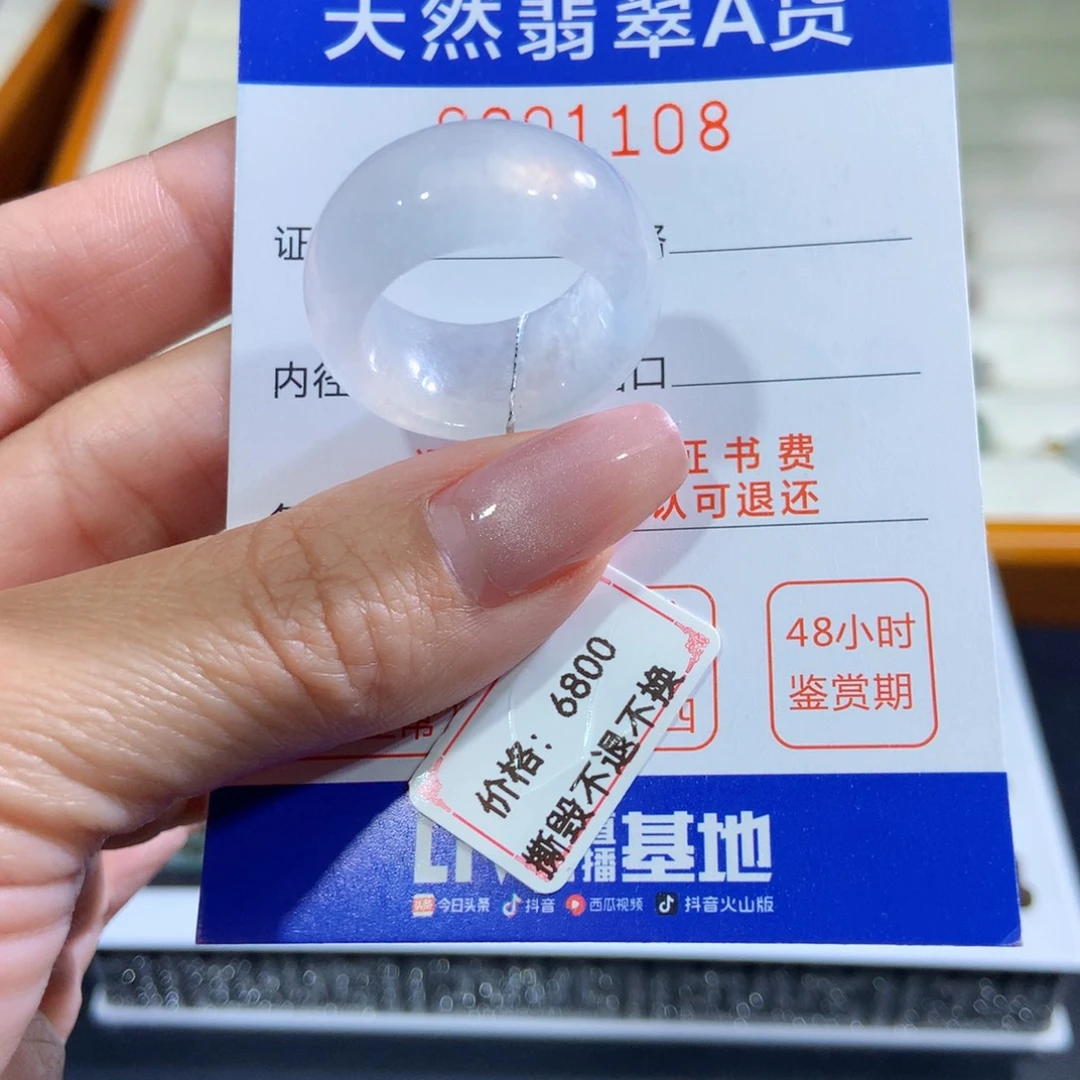 天然翡翠A货
1108
证
内径
口
证书费
认可退还
48小时
鉴赏期
价格: 6800
撕毁不退不换
播基地
今日头条 抖音 西瓜视频 抖音火山版